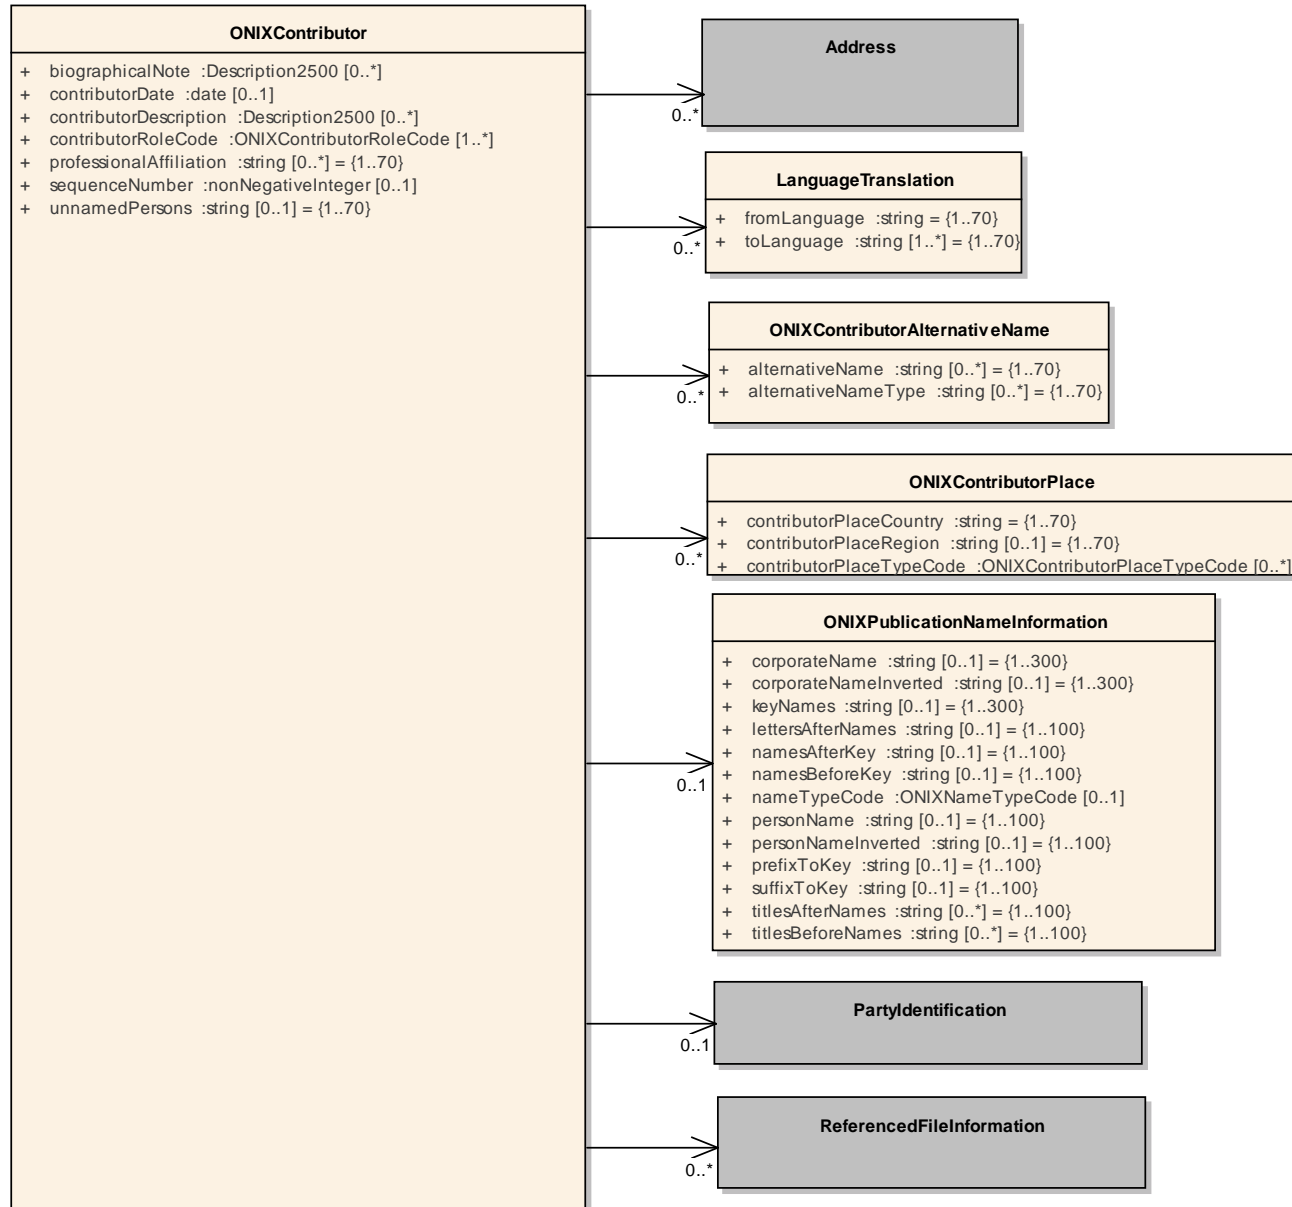 ONIXContributor
+ biographicalNote :Description2500 [0..*]
+ contributorDate :date [0..1]
+ contributorDescription :Description2500 [0..*]
+ contributorRoleCode :ONIXContributorRoleCode [1..*]
+ professionalAffiliation :string [0..*] = {1..70}
+ sequenceNumber :nonNegativeInteger [0..1]
+ unnamedPersons :string [0..1] = {1..70}
Address
0..*
LanguageTranslation
+ fromLanguage :string = {1..70}
+ toLanguage :string [1..*] = {1..70}
0..*
ONIXContributorAlternativeName
+ alternativeName :string [0..*] = {1..70}
+ alternativeNameType :string [0..*] = {1..70}
0..*
ONIXContributorPlace
+ contributorPlaceCountry :string = {1..70}
+ contributorPlaceRegion :string [0..1] = {1..70}
+ contributorPlaceTypeCode :ONIXContributorPlaceTypeCode [0..*]
0..*
ONIXPublicationNameInformation
+ corporateName :string [0..1] = {1..300}
+ corporateNameInverted :string [0..1] = {1..300}
+ keyNames :string [0..1] = {1..300}
+ lettersAfterNames :string [0..1] = {1..100}
+ namesAfterKey :string [0..1] = {1..100}
+ namesBeforeKey :string [0..1] = {1..100}
+ nameTypeCode :ONIXNameTypeCode [0..1]
+ personName :string [0..1] = {1..100}
+ personNameInverted :string [0..1] = {1..100}
+ prefixToKey :string [0..1] = {1..100}
+ suffixToKey :string [0..1] = {1..100}
+ titlesAfterNames :string [0..*] = {1..100}
+ titlesBeforeNames :string [0..*] = {1..100}
0..1
PartyIdentification
0..1
ReferencedFileInformation
0..*